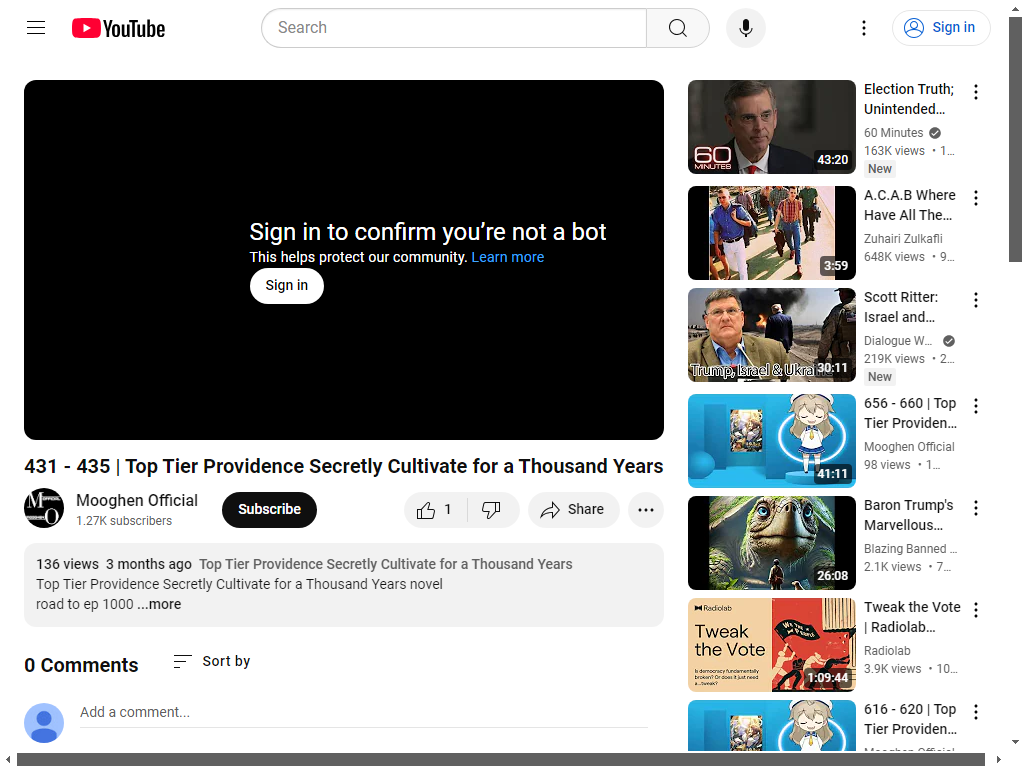 YouTube
Search
Sign in
Sign in to confirm you’re not a bot
This helps protect our community. Learn more
Sign in
431 - 435 | Top Tier Providence Secretly Cultivate for a Thousand Years
Mooghen Official
1.27K subscribers
Subscribe
1
Share
136 views 3 months ago Top Tier Providence Secretly Cultivate for a Thousand Years
Top Tier Providence Secretly Cultivate for a Thousand Years novel
road to ep 1000 ...more
0 Comments
Sort by
Add a comment...
60
MINUTES
43:20
Election Truth;
Unintended…
60 Minutes
163K views • 1…
New
3:59
A.C.A.B Where
Have All The…
Zuhairi Zulkafli
648K views • 9…
Trump, Israel & Ukrai
30:11
Scott Ritter:
Israel and…
Dialogue W…
219K views • 2…
New
41:11
656 - 660 | Top
Tier Providen…
Mooghen Official
98 views • 1…
26:08
Baron Trump's
Marvellous…
Blazing Banned …
2.1K views • 7…
Radiolab
Tweak
the Vote
Is democracy fundamentally
broken? Or does it just need
a...tweak?
1:09:44
Tweak the Vote
| Radiolab…
Radiolab
3.9K views • 10…
616 - 620 | Top
Tier Providen…
Mooghen Official